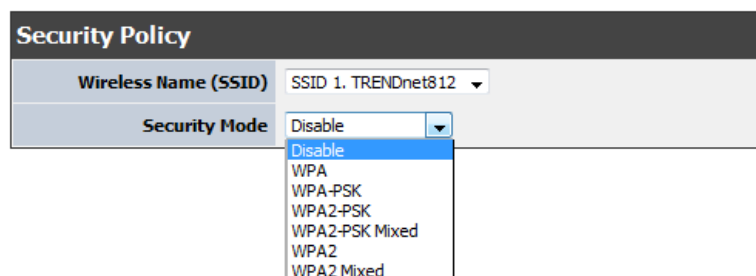 Security Policy
Wireless Name (SSID) SSID 1. TRENDnet812
Security Mode Disable
Disable
WPA
WPA-PSK
WPA2-PSK
WPA2-PSK Mixed
WPA2
WPA2 Mixed